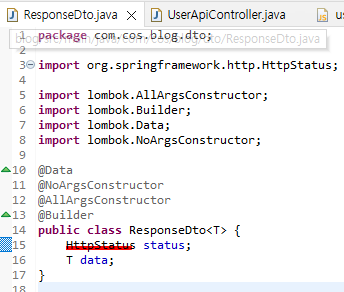 ResponseDto.java
UserApiController.java
us
1 package com.cos.blog.dto;
2
3 import org.springframework.http.HttpStatus;
4
5 import lombok.AllArgsConstructor;
6 import lombok.Builder;
7 import lombok.Data;
8 import lombok.NoArgsConstructor;
9
10 @Data
11 @NoArgsConstructor
12 @AllArgsConstructor
13 @Builder
14 public class ResponseDto<T> {
15 HttpStatus status;
16 T data;
17 }
18